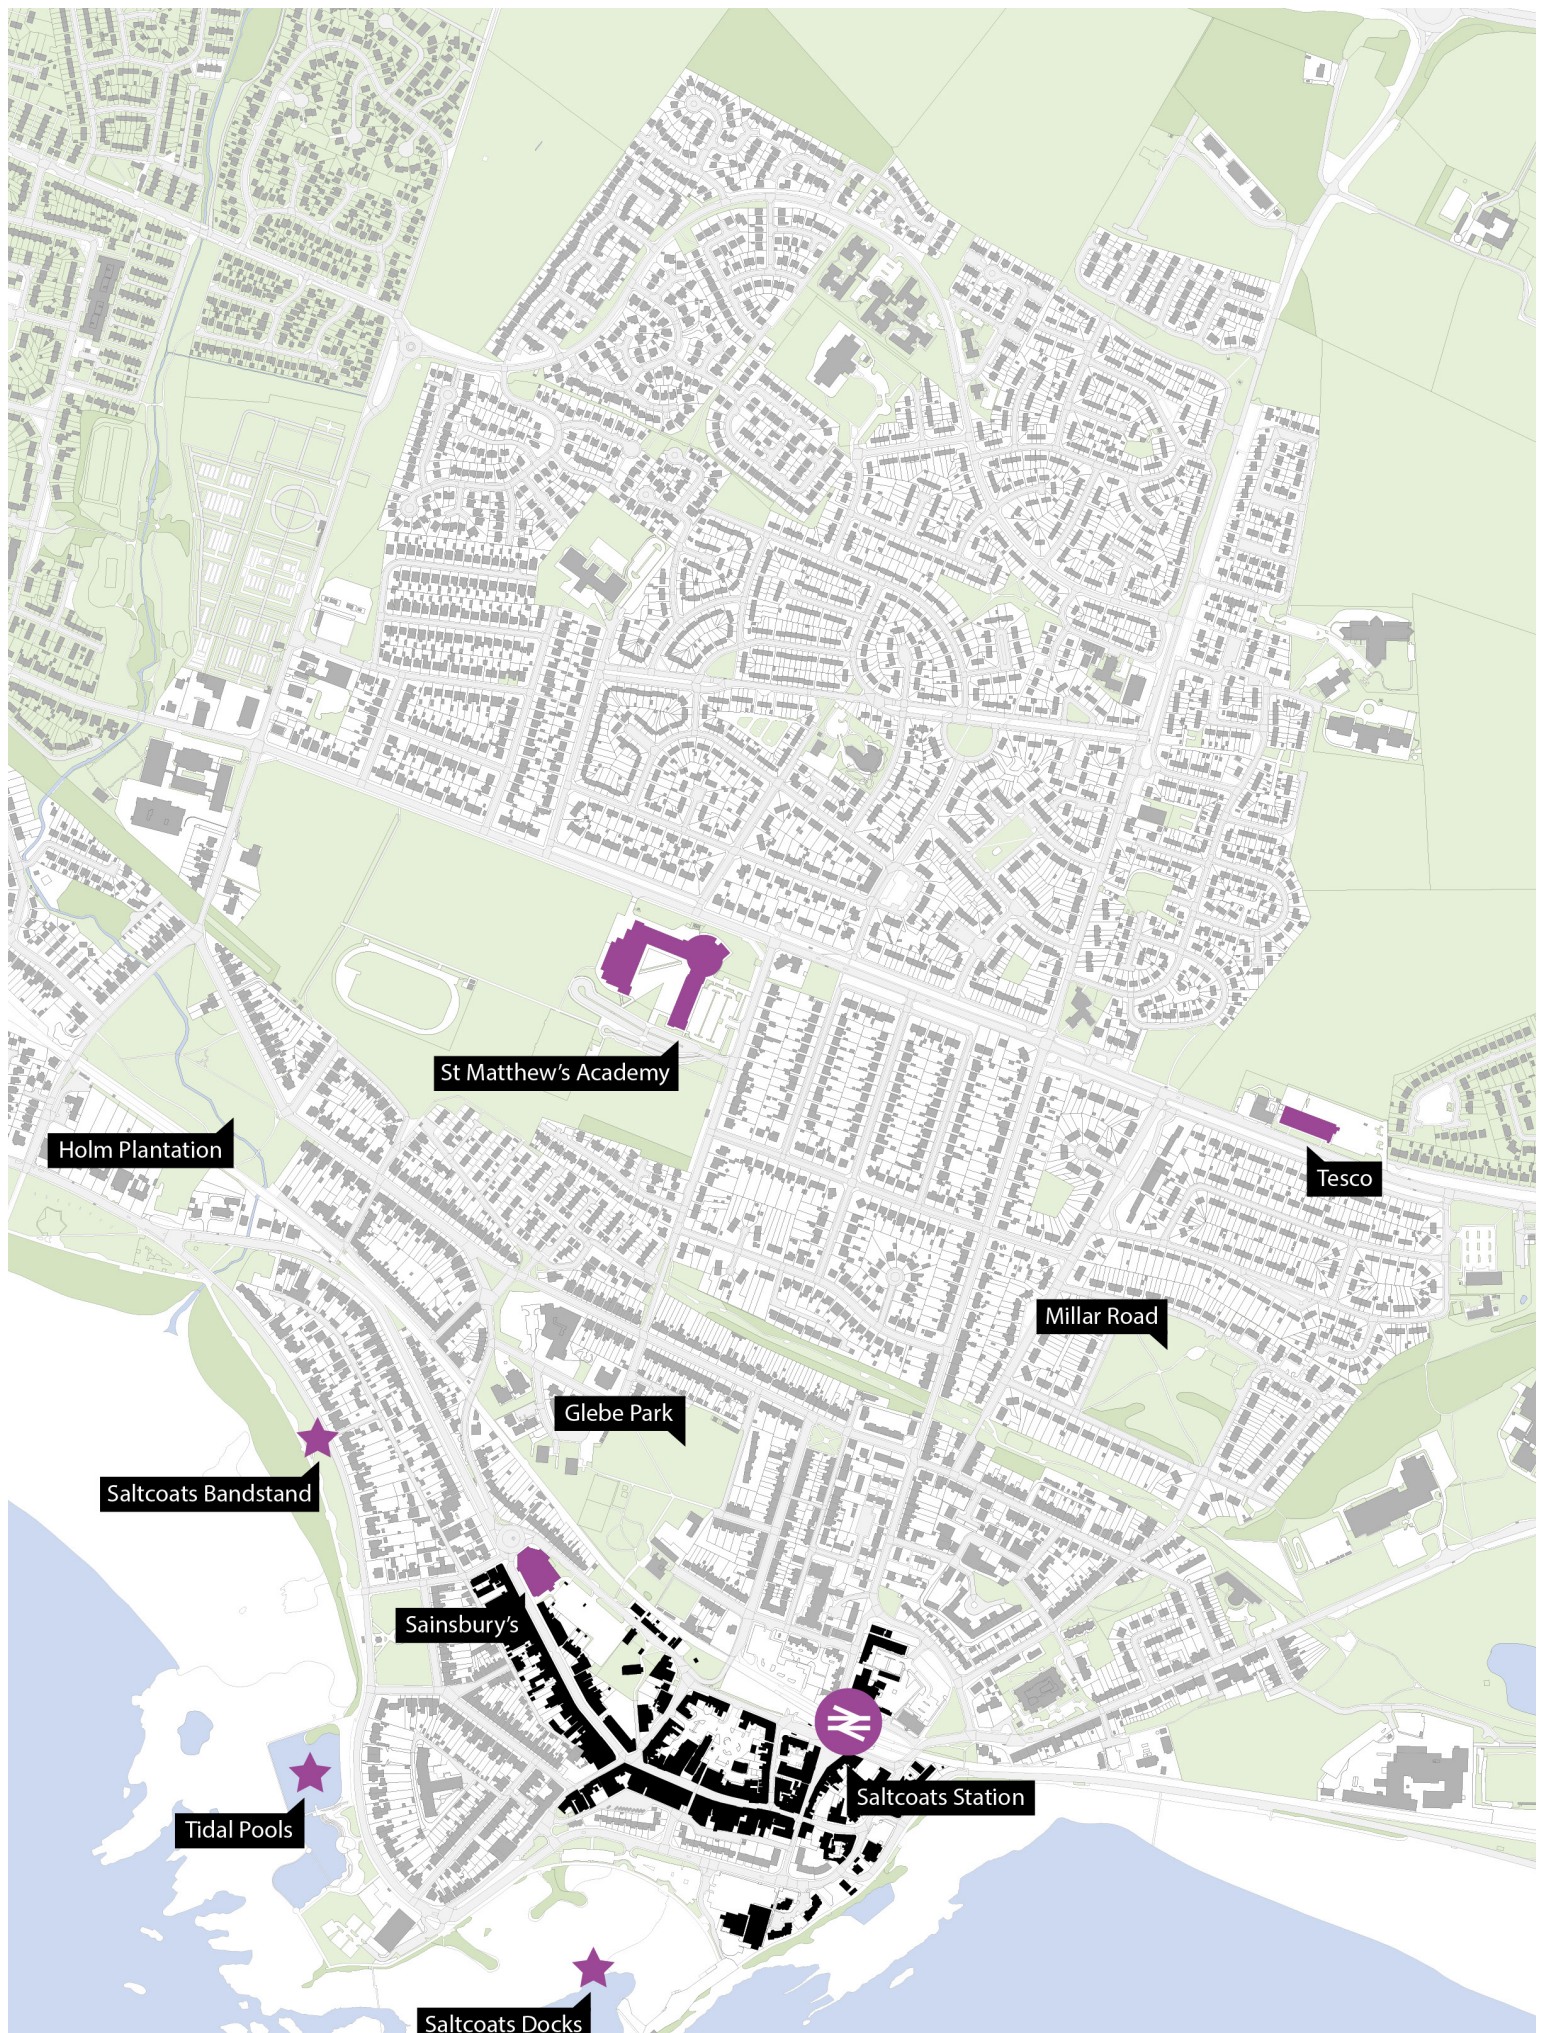 St Matthew's Academy
Holm Plantation
Tesco
Millar Road
Glebe Park
Saltcoats Bandstand
Sainsbury's
Saltcoats Station
Tidal Pools
Saltcoats Docks